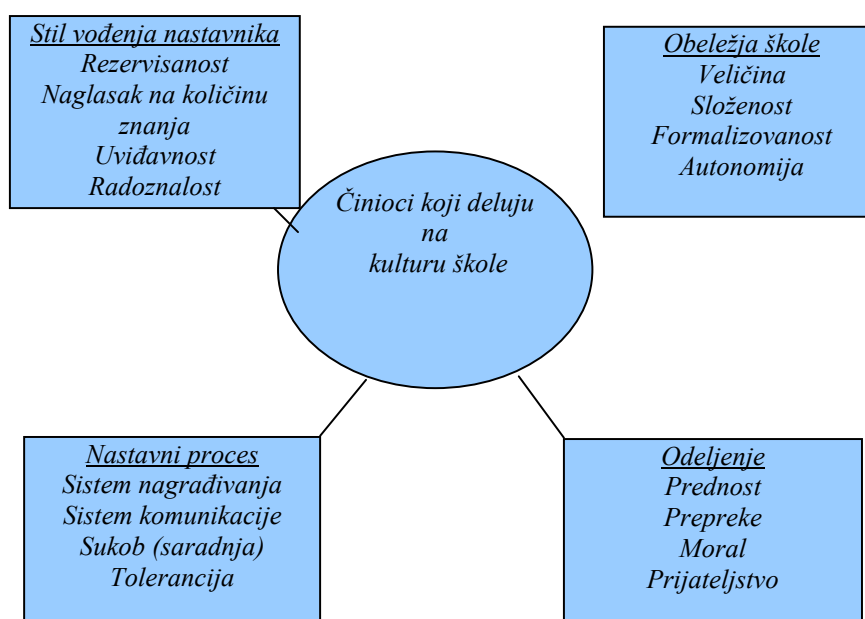 Stil vođenja nastavnika
Rezervisanost
Naglasak na količinu
znanja
Uviđavnost
Radoznalost
Obeležja škole
Veličina
Složenost
Formalizovanost
Autonomija
Činioci koji deluju
na
kulturu škole
Nastavni proces
Sistem nagrađivanja
Sistem komunikacije
Sukob (saradnja)
Tolerancija
Odeljenje
Prednost
Prepreke
Moral
Prijateljstvo